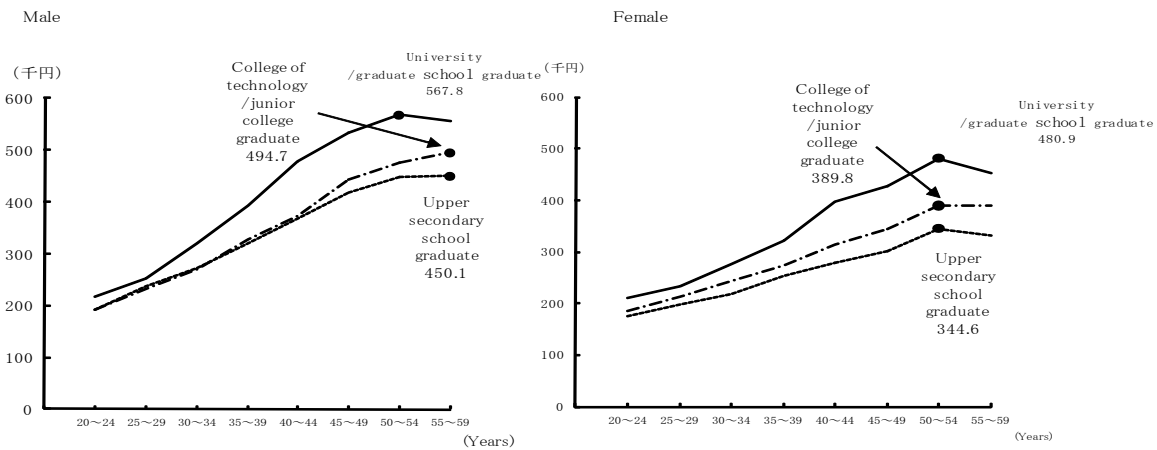 Male
(千円)
College of
technology
/junior
college
graduate
494.7
University
/graduate school graduate
567.8
600
500
400
300
200
100
0
Upper
secondary
school
graduate
450.1
20～24 25～29 30～34 35～39 40～44 45～49 50～54 55～59
(Years)
Female
(千円)
College of
technology
/junior
college
graduate
389.8
University
/graduate school graduate
480.9
600
500
400
300
200
100
0
Upper
secondary
school
graduate
344.6
20～24 25～29 30～34 35～39 40～44 45～49 50～54 55～59
(Years)